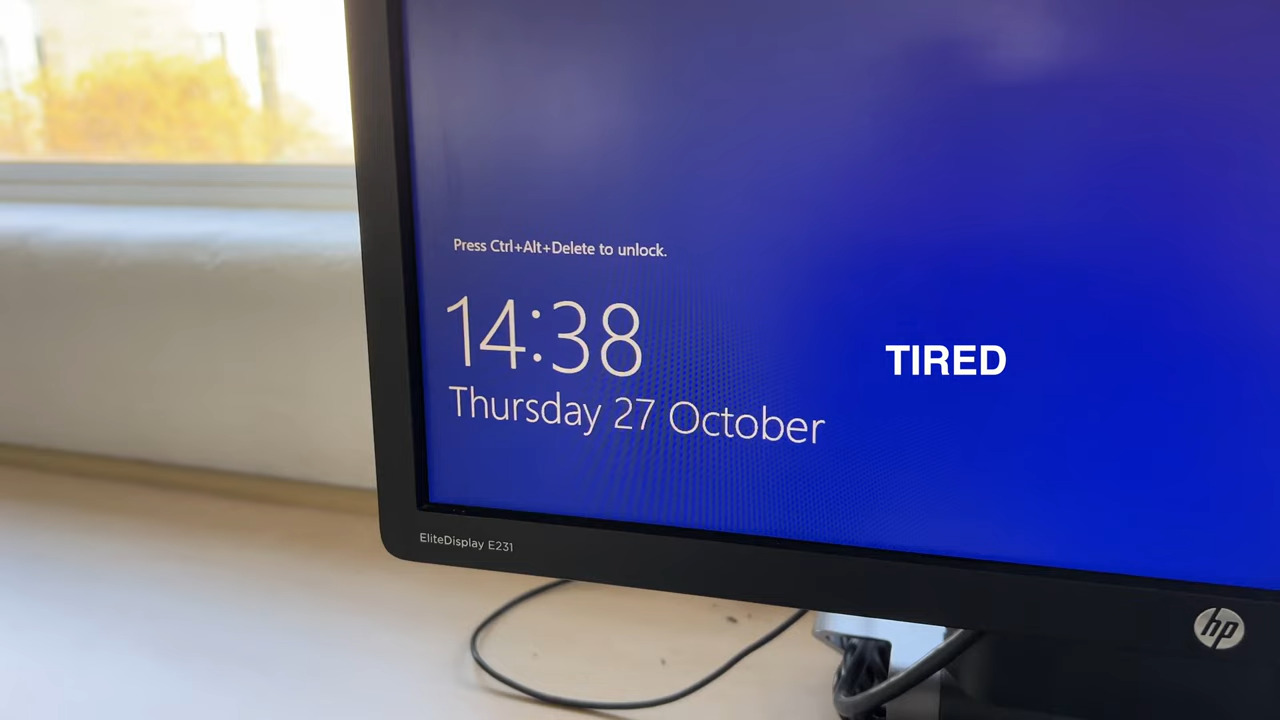 Press Ctrl+Alt+Delete to unlock.
14:38
Thursday 27 October
TIRED
EliteDisplay E231
hp